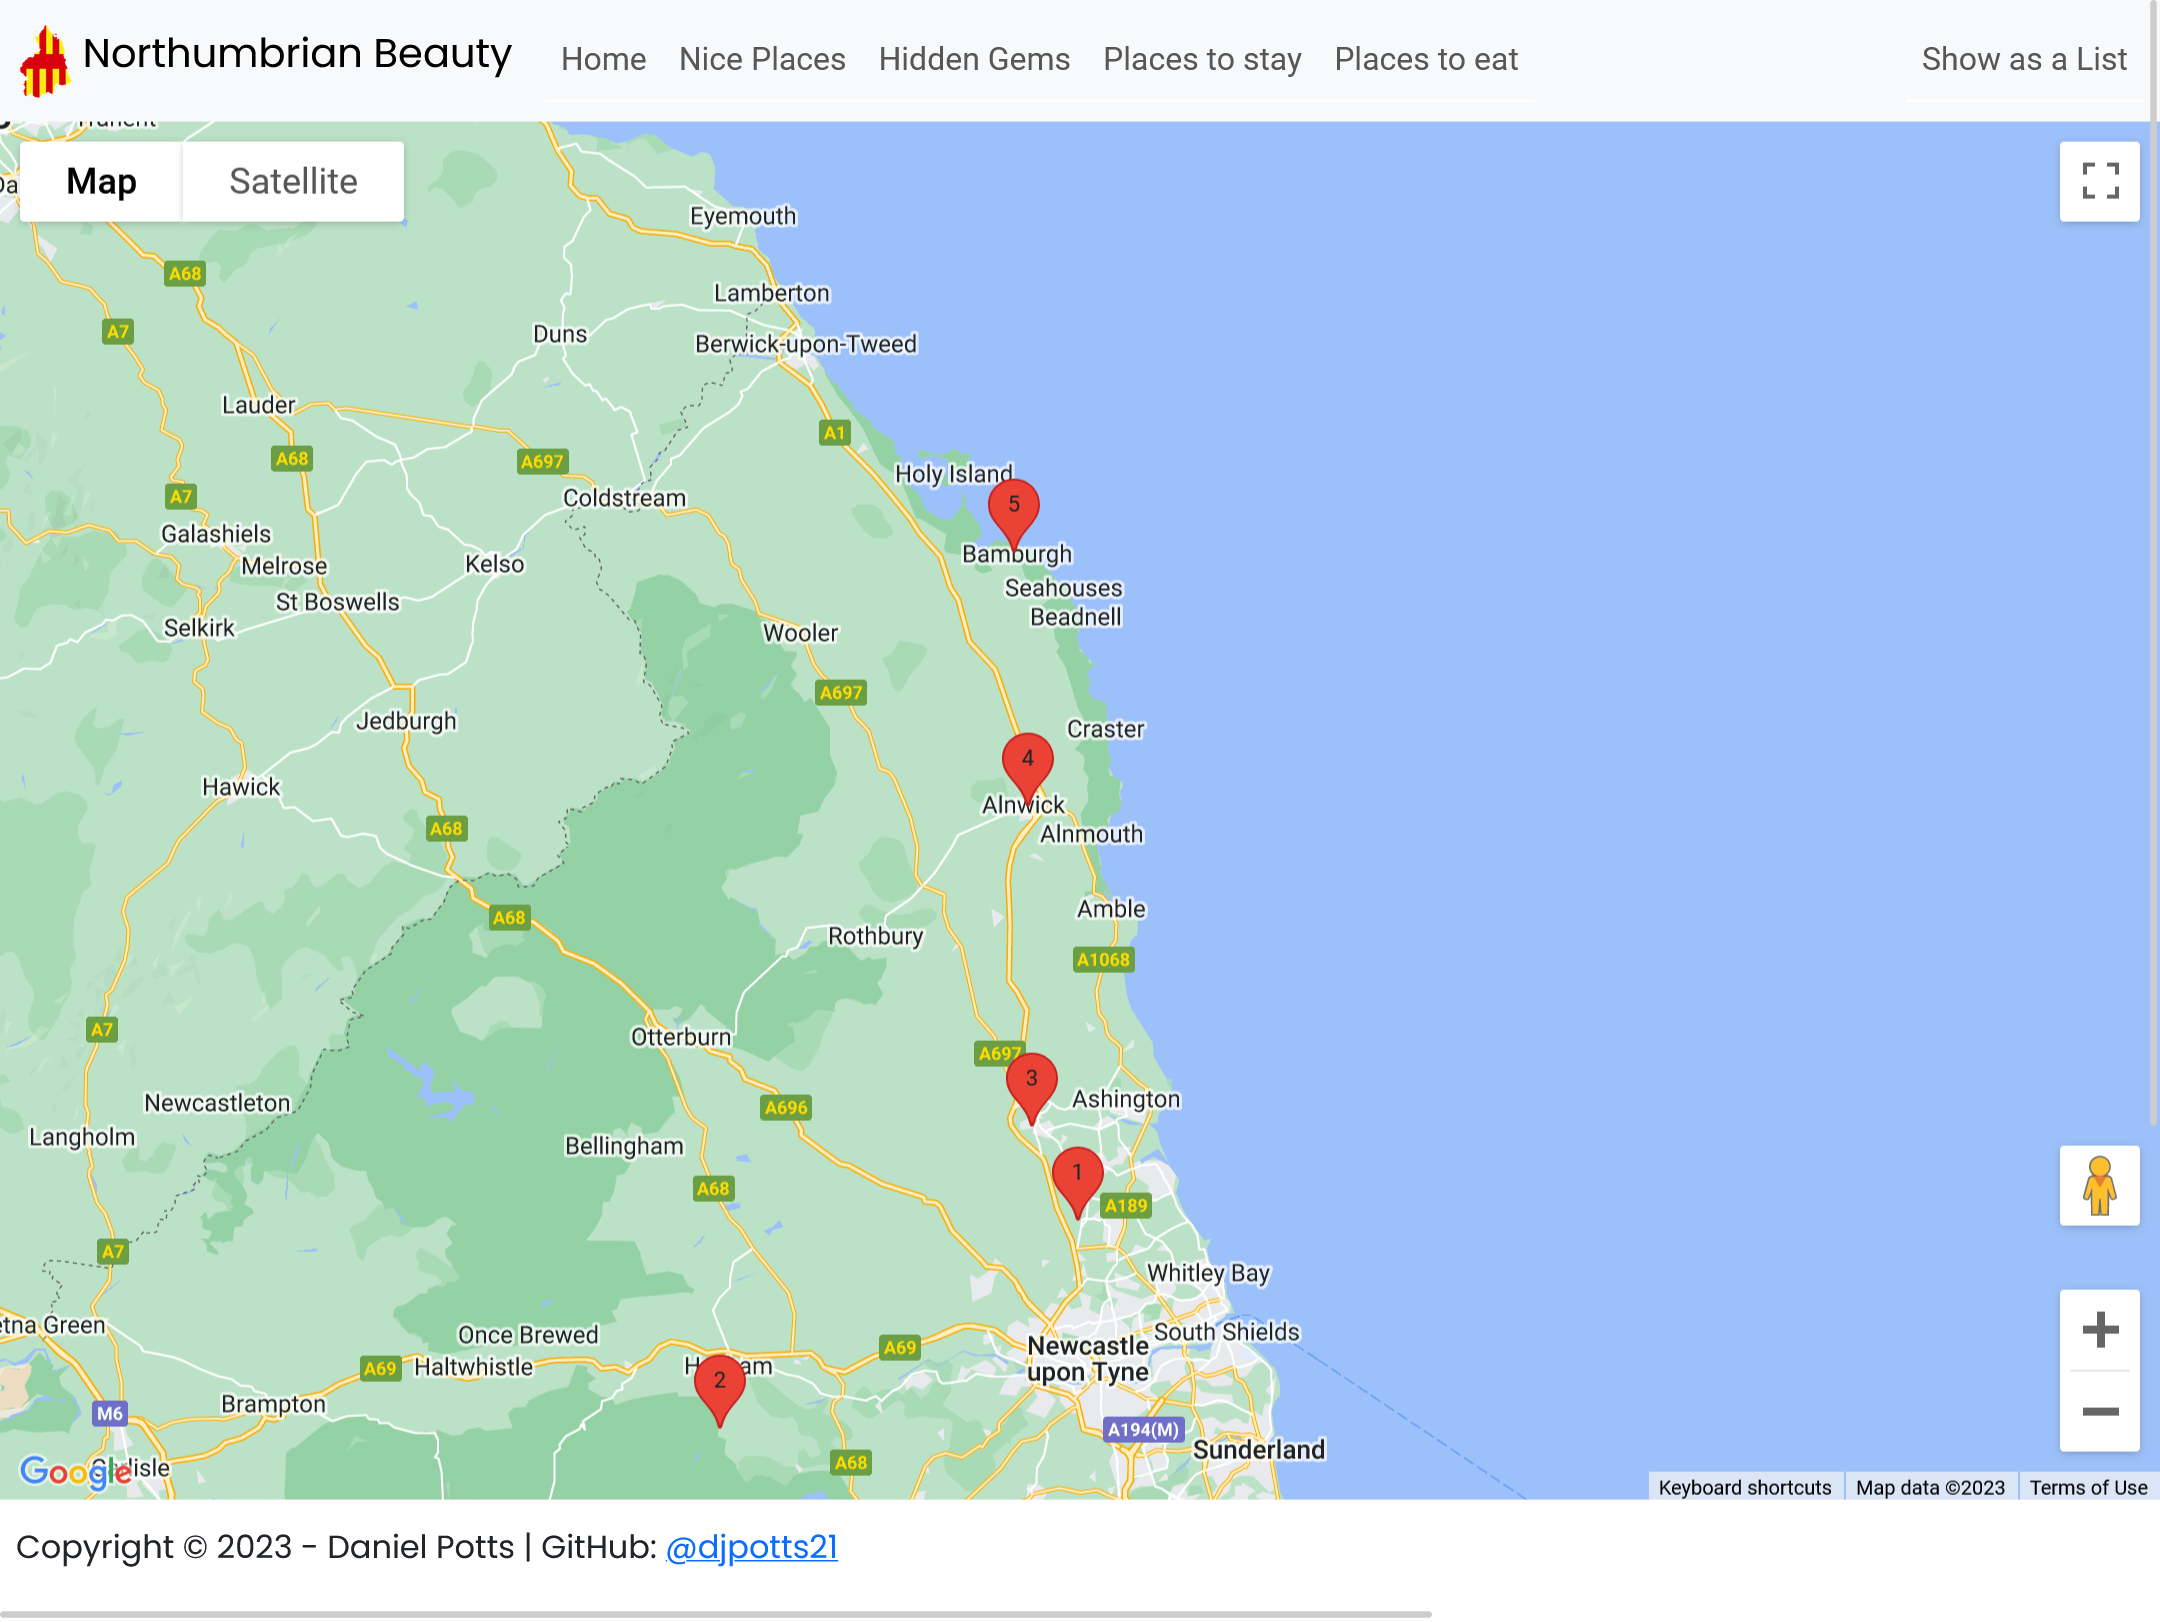 Northumbrian Beauty
Home Nice Places Hidden Gems Places to stay Places to eat Show as a List
Map Satellite
Eyemouth
A68
Lamberton
A7
Duns
Berwick-upon-Tweed
Lauder
A1
A68
A697
Holy Island
A7
Coldstream
5
Galashiels
Bamburgh
Melrose
Kelso
Seahouses
St Boswells
Beadnell
Selkirk
Wooler
A697
Jedburgh
Craster
4
Hawick
Alnwick
A68
Alnmouth
A68
Amble
Rothbury
A1068
A7
Otterburn
A697
3
Newcastleton
A696
Ashington
Langholm
Bellingham
1
A68
A189
A7
Whitley Bay
etna Green
Once Brewed
South Shields
A69
Newcastle
upon Tyne
A69
Haltwhistle
2
Brampton
M6
A194(M)
Sunderland
A68
Google
Keyboard shortcuts Map data ©2023 Terms of Use
Copyright © 2023 - Daniel Potts | GitHub: @djpotts21